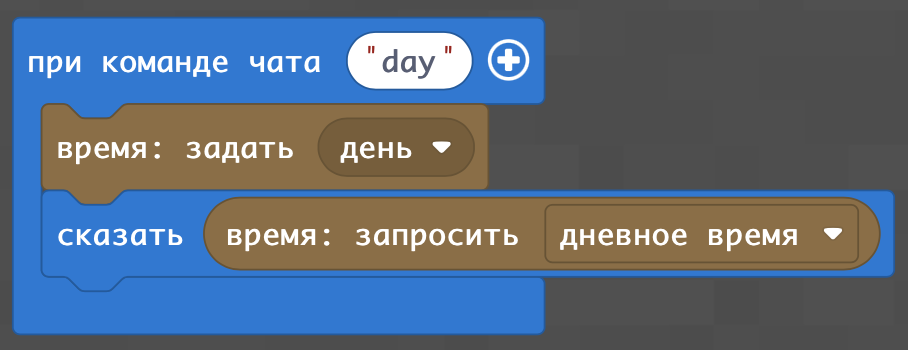 при команде чата "day"
время: задать день
сказать время: запросить дневное время